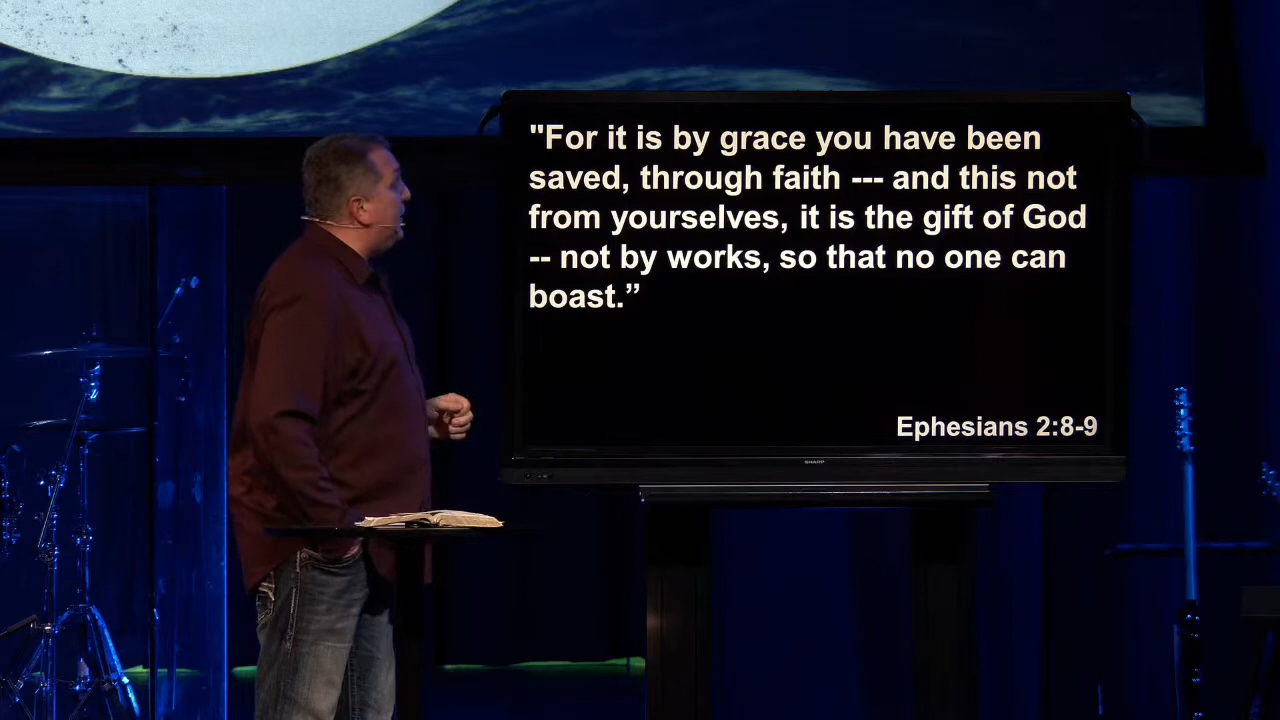 "For it is by grace you have been
saved, through faith --- and this not
from yourselves, it is the gift of God
-- not by works, so that no one can
boast.”
Ephesians 2:8-9
SHARP